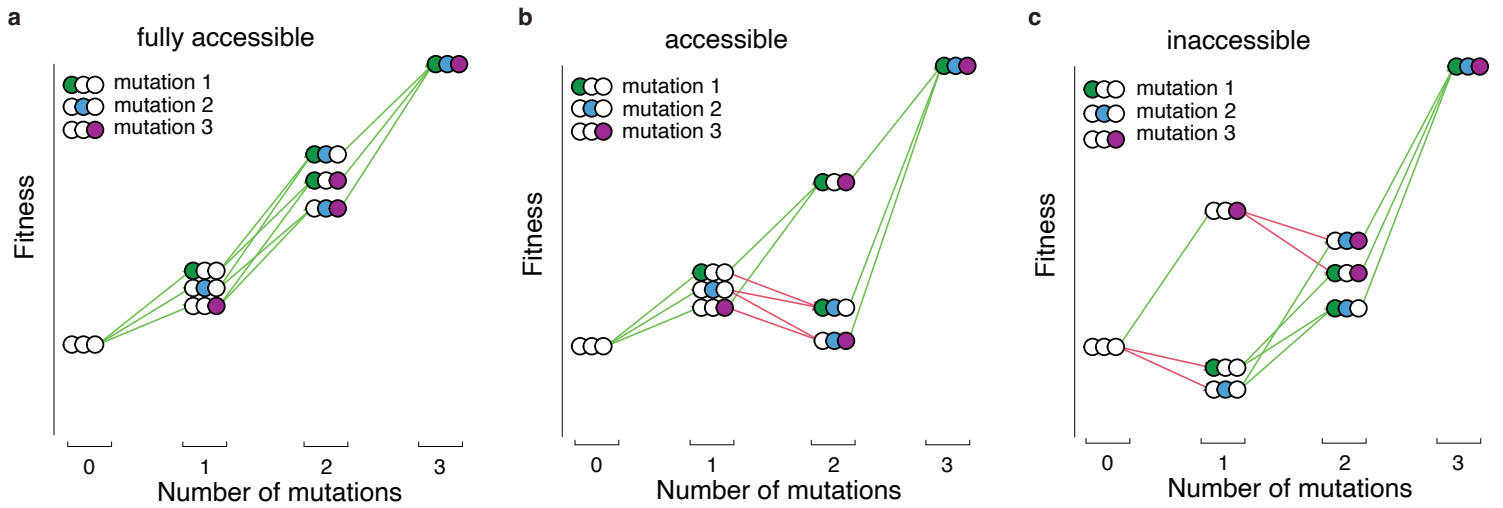 a
fully accessible
mutation 1
mutation 2
mutation 3
Fitness
0 1 2 3
Number of mutations
b
accessible
mutation 1
mutation 2
mutation 3
Fitness
0 1 2 3
Number of mutations
c
inaccessible
mutation 1
mutation 2
mutation 3
Fitness
0 1 2 3
Number of mutations